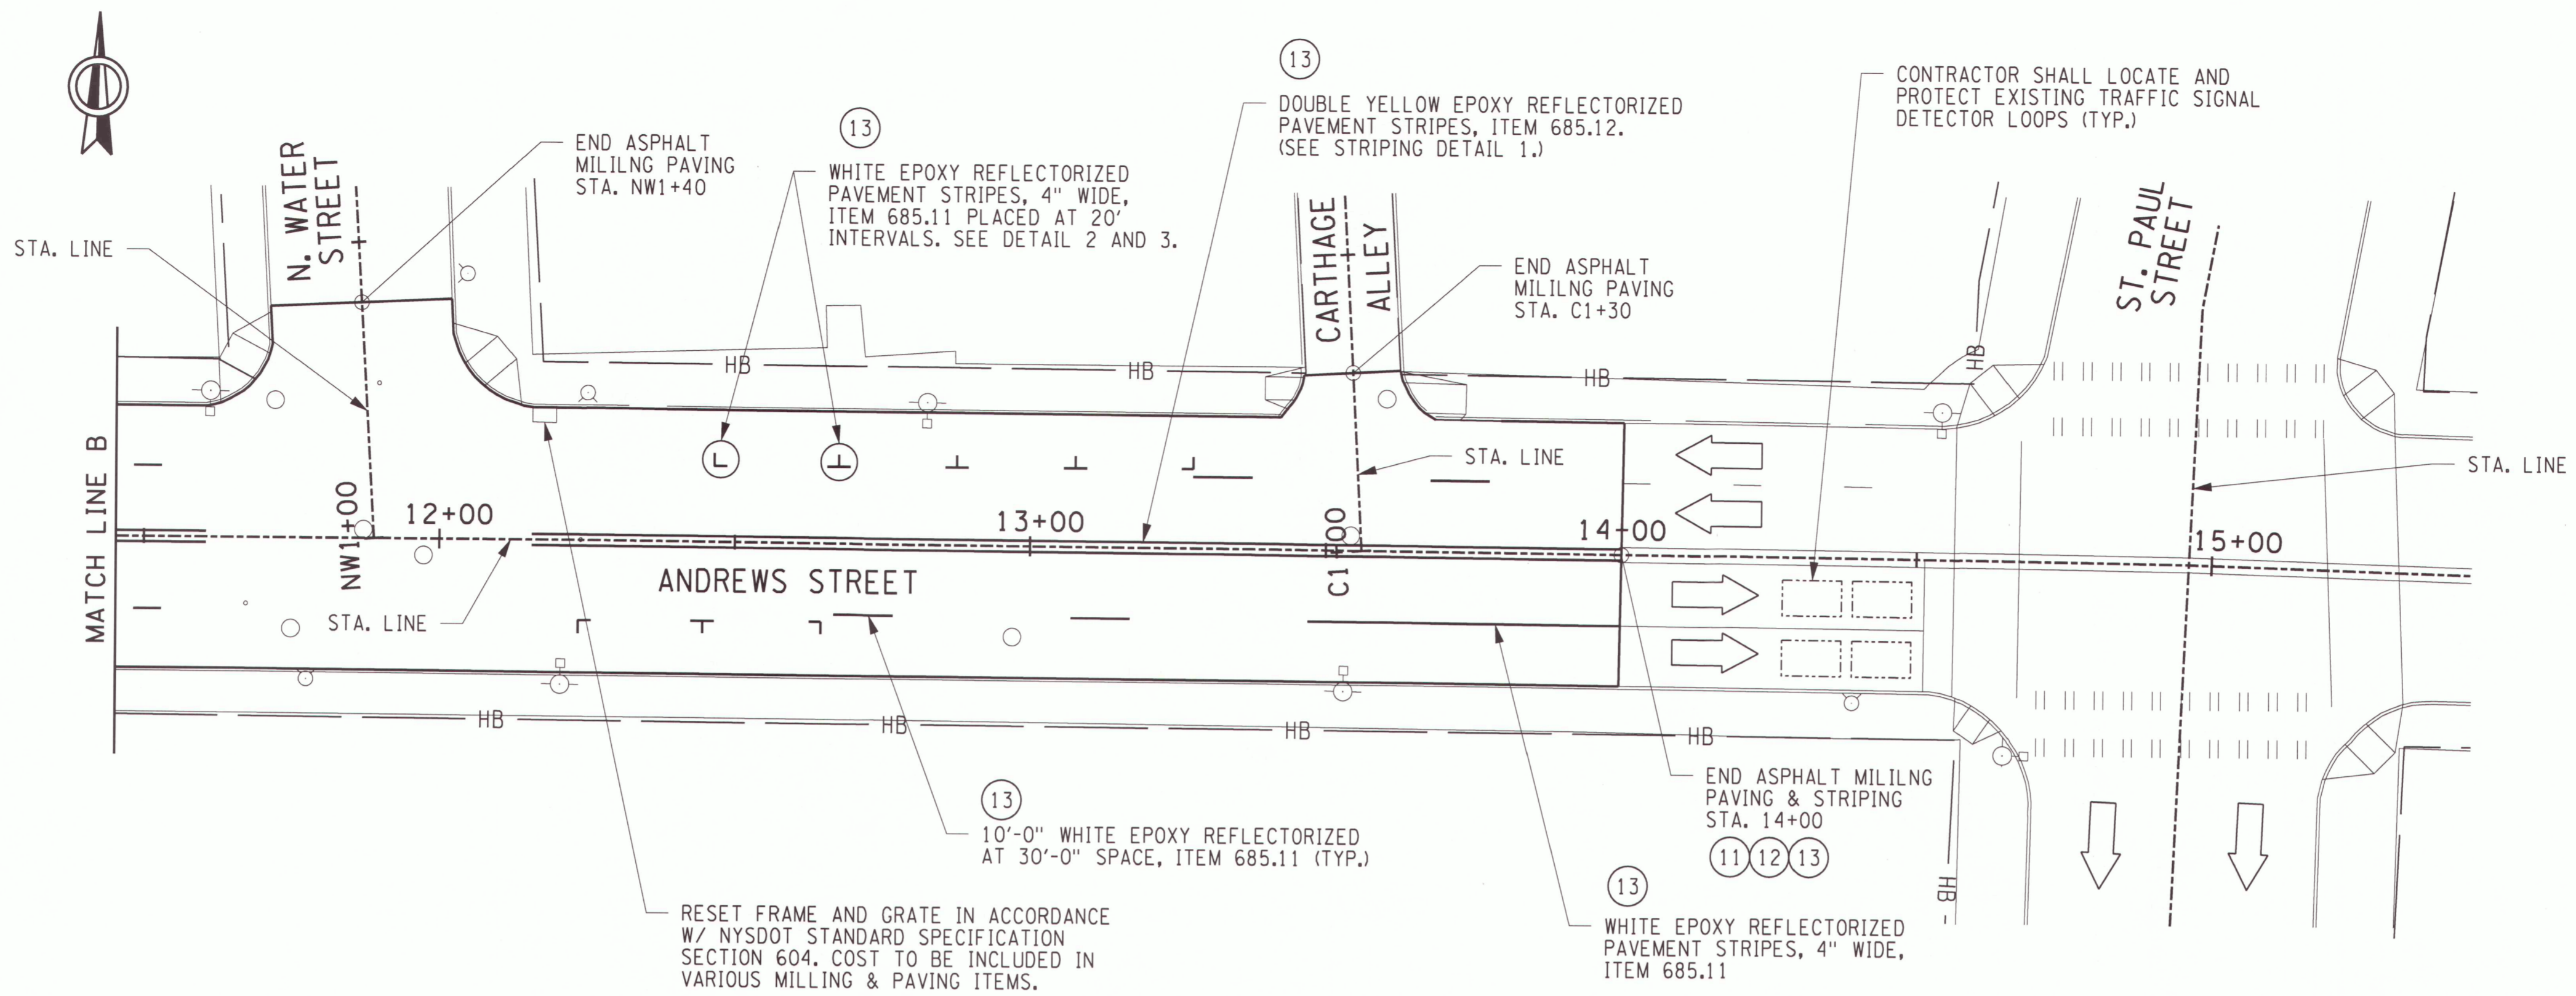 13
CONTRACTOR SHALL LOCATE AND
PROTECT EXISTING TRAFFIC SIGNAL
DETECTOR LOOPS (TYP.)
DOUBLE YELLOW EPOXY REFLECTORIZED
PAVEMENT STRIPES, ITEM 685.12.
(SEE STRIPING DETAIL 1.)
13
END ASPHALT
MILILNG PAVING
STA. NW1+40
WHITE EPOXY REFLECTORIZED
PAVEMENT STRIPES, 4" WIDE,
ITEM 685.11 PLACED AT 20'
INTERVALS. SEE DETAIL 2 AND 3.
N. WATER
STREET
STA. LINE
CARTHAGE
ALLEY
END ASPHALT
MILILNG PAVING
STA. C1+30
ST. PAUL
STREET
HB
HB
HB
HB
STA. LINE
STA. LINE
MATCH LINE B
NW1+00
12+00
13+00
C1+00
14+00
15+00
ANDREWS STREET
STA. LINE
HB
HB
HB
HB
END ASPHALT MILILNG
PAVING & STRIPING
STA. 14+00
11 12 13
13
10'-0" WHITE EPOXY REFLECTORIZED
AT 30'-0" SPACE, ITEM 685.11 (TYP.)
HB
13
WHITE EPOXY REFLECTORIZED
PAVEMENT STRIPES, 4" WIDE,
ITEM 685.11
RESET FRAME AND GRATE IN ACCORDANCE
W/ NYSDOT STANDARD SPECIFICATION
SECTION 604. COST TO BE INCLUDED IN
VARIOUS MILLING & PAVING ITEMS.